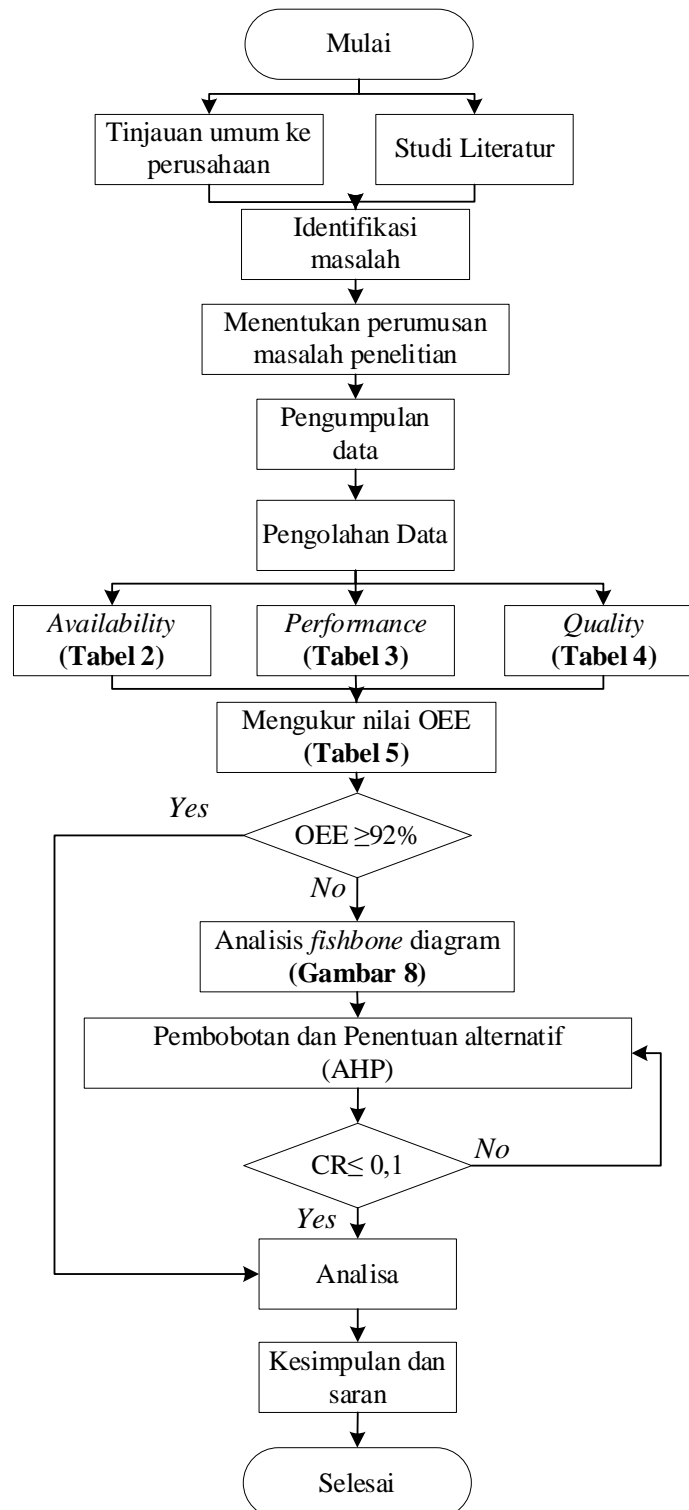 Mulai
Tinjauan umum ke
perusahaan
Studi Literatur
Identifikasi
masalah
Menentukan perumusan
masalah penelitian
Pengumpulan
data
Pengolahan Data
Availability
(Tabel 2)
Performance
(Tabel 3)
Quality
(Tabel 4)
Mengukur nilai OEE
(Tabel 5)
Yes
OEE ≥92%
No
Analisis fishbone diagram
(Gambar 8)
Pembobotan dan Penentuan alternatif
(AHP)
CR≤ 0,1
No
Yes
Analisa
Kesimpulan dan
saran
Selesai